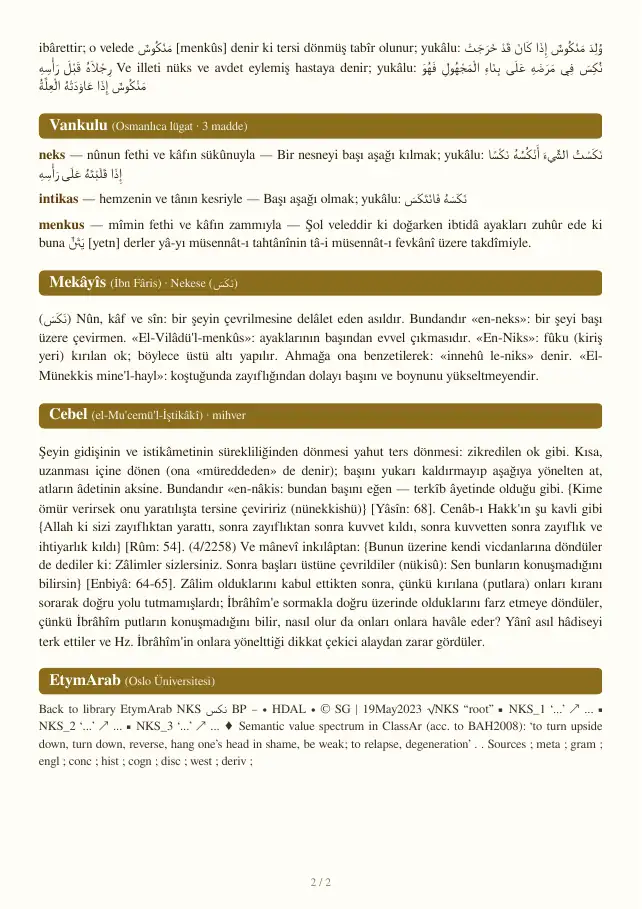 ibârettir; o velede مَنْكُوسٌ [menkûs] denir ki tersi dönmüş tabîr olunur; yukâlu: وُلِدَ مَنْكُوسٌ إِذَا كَانَ قَدْ خَرَجَتْ
رِجْلَاهُ قَبْلَ رَأْسِهِ Ve illeti nüks ve avdet eylemiş hastaya denir; yukâlu: نُكِسَ فِي مَرَضِهِ عَلَى بِنَاءِ الْمَجْهُولِ فَهُوَ
مَنْكُوسٌ إِذَا عَاوَدَتْهُ الْعِلَّةُ
Vankulu (Osmanlıca lügat · 3 madde)
neks — nûnun fethi ve kâfın sükûnuyla — Bir nesneyi başı aşağı kılmak; yukâlu: نَكَسْتُ الشَّيْءَ أَنْكُسُهُ نَكْسًا
إِذَا قَلَبْتَهُ عَلَى رَأْسِهِ
intikas — hemzenin ve tânın kesriyle — Başı aşağı olmak; yukâlu: نَكَسَهُ فَانْتَكَسَ
menkus — mîmin fethi ve kâfın zammıyla — Şol veleddir ki doğarken ibtidâ ayakları zuhûr ede ki
buna يَتْنٌ [yetn] derler yâ-yı müsennât-ı tahtânînin tâ-i müsennât-ı fevkânî üzere takdîmiyle.
Mekâyîs (İbn Fâris) · Nekese (نَكَسَ)
(نَكَسَ) Nûn, kâf ve sîn: bir şeyin çevrilmesine delâlet eden asıldır. Bundandır «en-neks»: bir şeyi başı
üzere çevirmen. «El-Vilâdü'l-menkûs»: ayaklarının başından evvel çıkmasıdır. «En-Niks»: fûku (kiriş
yeri) kırılan ok; böylece üstü altı yapılır. Ahmağa ona benzetilerek: «innehû le-niks» denir. «El-
Münekkis mine'l-hayl»: koştuğunda zayıflığından dolayı başını ve boynunu yükseltmeyendir.
Cebel (el-Mu'cemü'l-İştikâkî) · mihver
Şeyin gidişinin ve istikâmetinin sürekliliğinden dönmesi yahut ters dönmesi: zikredilen ok gibi. Kısa,
uzanması içine dönen (ona «müreddeden» de denir); başını yukarı kaldırmayıp aşağıya yönelten at,
atların âdetinin aksine. Bundandır «en-nâkis: bundan başını eğen — terkîb âyetinde olduğu gibi. {Kime
ömür verirsek onu yaratılışta tersine çeviririz (nünekkishü)} [Yâsîn: 68]. Cenâb-ı Hakk'ın şu kavli gibi
{Allah ki sizi zayıflıktan yarattı, sonra zayıflıktan sonra kuvvet kıldı, sonra kuvvetten sonra zayıflık ve
ihtiyarlık kıldı} [Rûm: 54]. (4/2258) Ve mânevî inkılâptan: {Bunun üzerine kendi vicdanlarına döndüler
de dediler ki: Zâlimler sizlersiniz. Sonra başları üstüne çevrildiler (nükisû): Sen bunların konuşmadığını
bilirsin} [Enbiyâ: 64-65]. Zâlim olduklarını kabul ettikten sonra, çünkü kırılana (putlara) onları kıranı
sorarak doğru yolu tutmamışlardı; İbrâhîm'e sormakla doğru üzerinde olduklarını farz etmeye döndüler,
çünkü İbrâhîm putların konuşmadığını bilir, nasıl olur da onları onlara havâle eder? Yânî asıl hâdiseyi
terk ettiler ve Hz. İbrâhîm'in onlara yönelttiği dikkat çekici alaydan zarar gördüler.
EtymArab (Oslo Üniversitesi)
Back to library EtymArab NKS نكس BP – • HDAL • © SG | 19May2023 √NKS “root” ▪ NKS_1 ‘...’ ↗ ... ▪
NKS_2 ‘...’ ↗ ... ▪ NKS_3 ‘...’ ↗ ... ♦ Semantic value spectrum in ClassAr (acc. to BAH2008): ‘to turn upside
down, turn down, reverse, hang one’s head in shame, be weak; to relapse, degeneration’ . . Sources ; meta ; gram ;
engl ; conc ; hist ; cogn ; disc ; west ; deriv ;
2 / 2